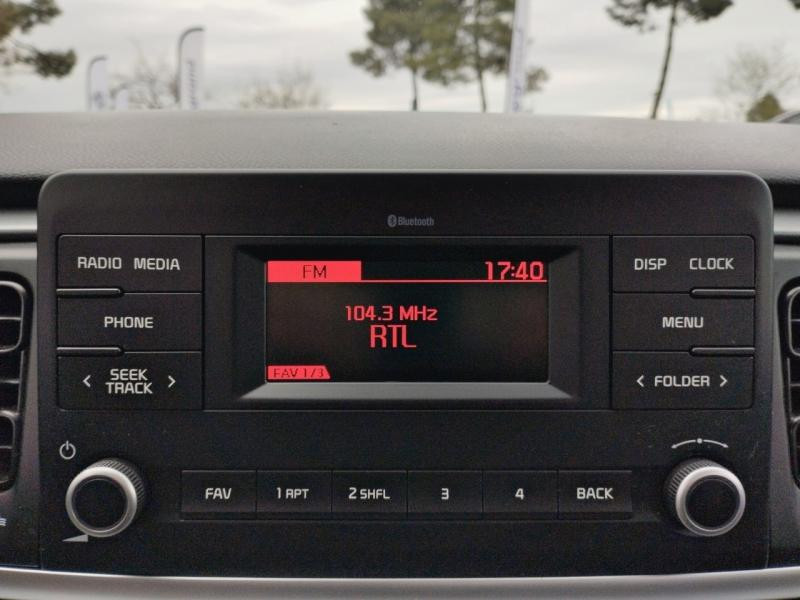 Bluetooth
RADIO MEDIA
FM
17:40
DISP CLOCK
104.3 MHz
PHONE
RTL
MENU
FAV 1/3
< SEEK TRACK >
< FOLDER >
FAV
1 RPT
2 SHFL
3
4
BACK